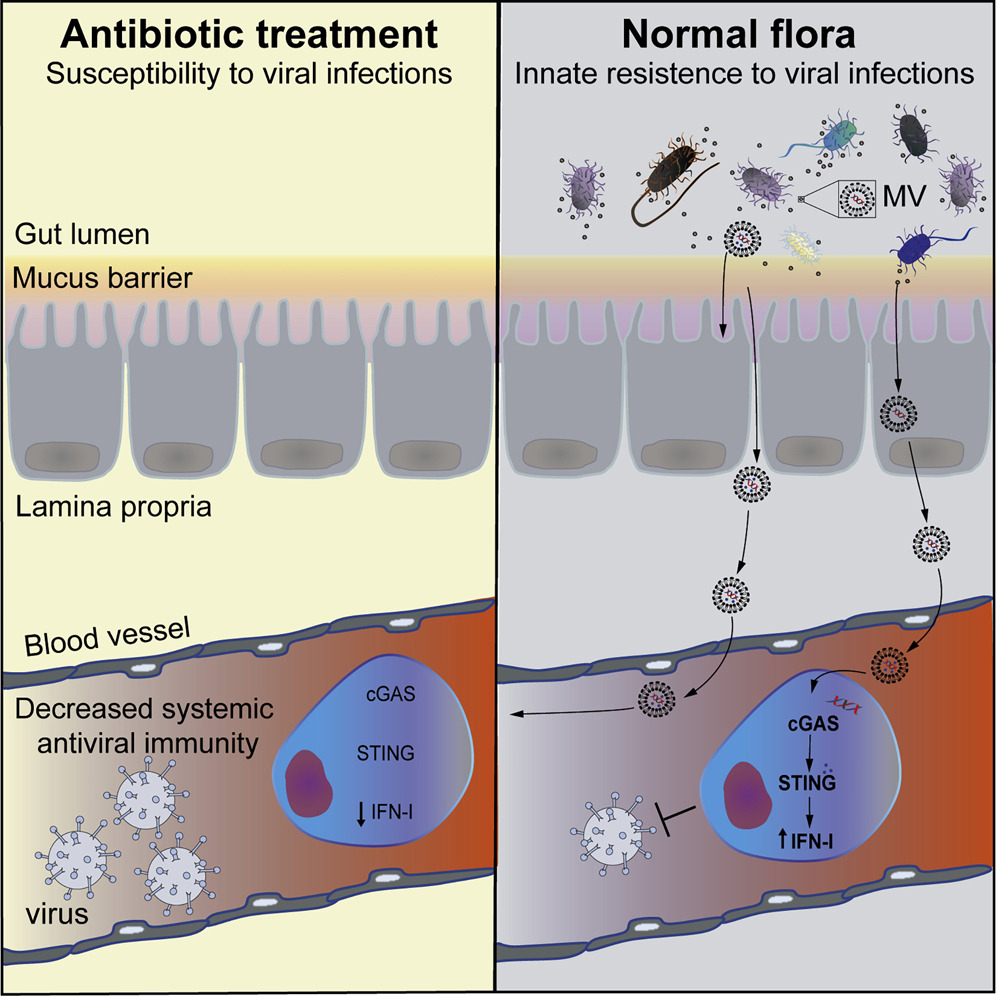 Antibiotic treatment
Susceptibility to viral infections
Gut lumen
Mucus barrier
Lamina propria
Blood vessel
Decreased systemic
antiviral immunity
virus
cGAS
STING
↓ IFN-I
Normal flora
Innate resistence to viral infections
MV
cGAS
STING
↑ IFN-I